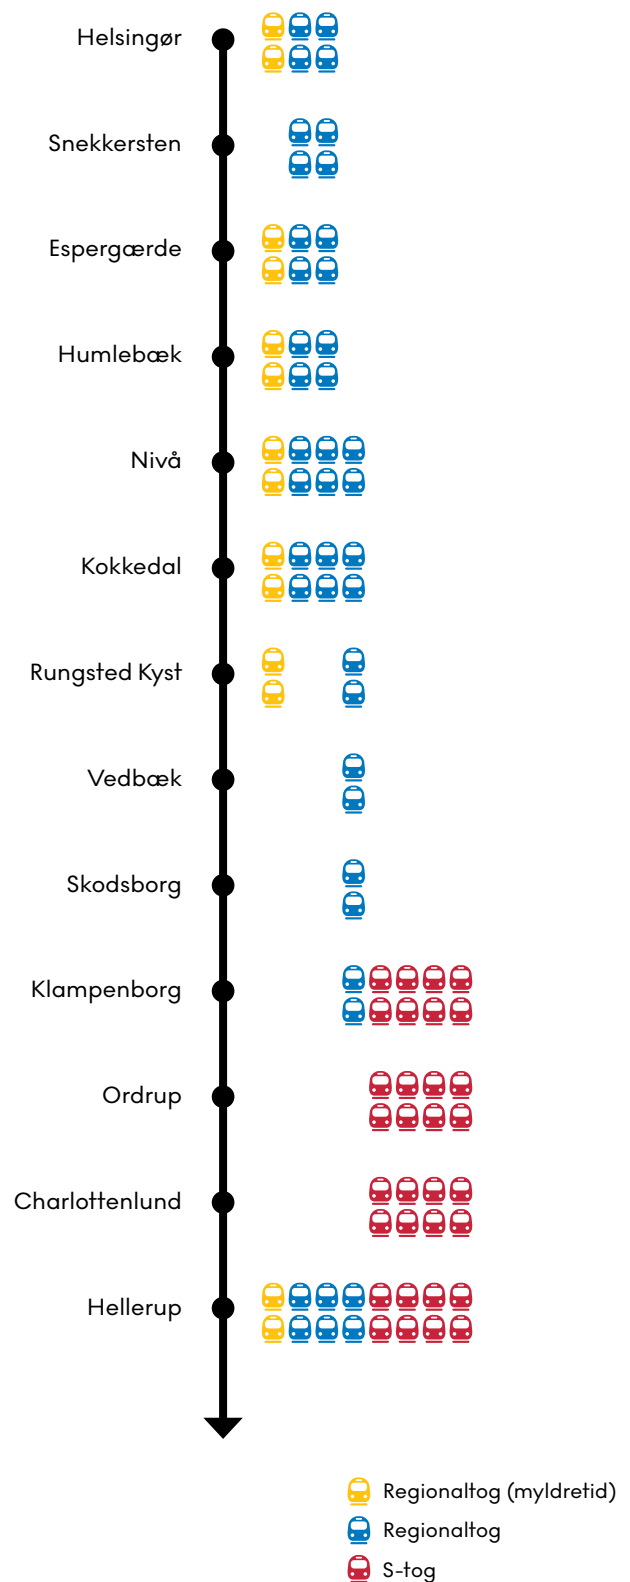 Helsingør
Snekkersten
Espergærde
Humlebæk
Nivå
Kokkedal
Rungsted Kyst
Vedbæk
Skodsborg
Klampenborg
Ordrup
Charlottenlund
Hellerup
Regionaltog (myldretid)
Regionaltog
S-tog